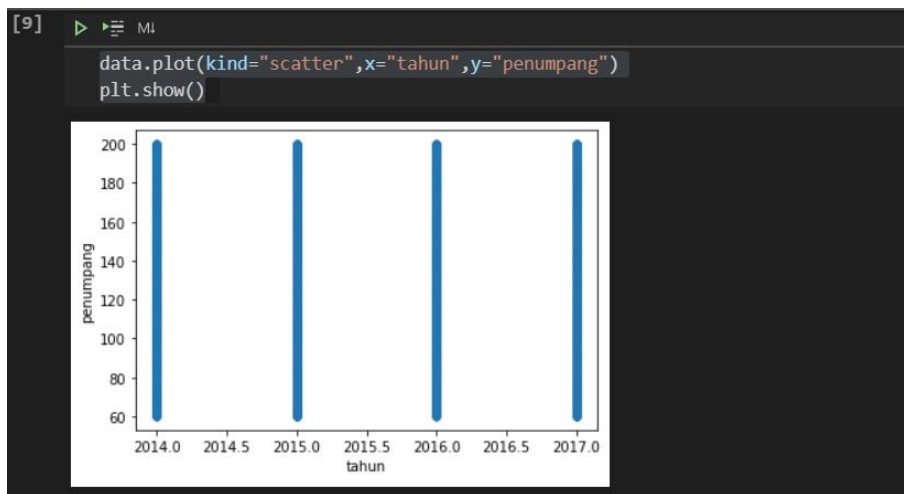 [9]
M↓
data.plot(kind="scatter",x="tahun",y="penumpang")
plt.show()
200
180
160
140
120
100
80
60
penumpang
2014.0 2014.5 2015.0 2015.5 2016.0 2016.5 2017.0
tahun